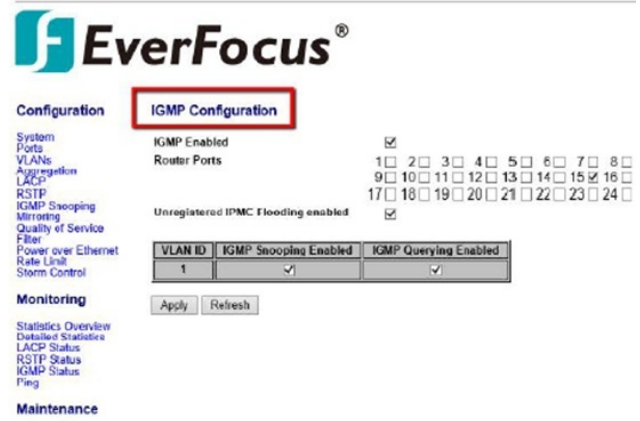 EverFocus®
Configuration
System
Ports
VLANs
Aggregation
LACP
RSTP
IGMP Snooping
Mirroring
Quality of Service
Filter
Power over Ethernet
Rate Limit
Storm Control
Monitoring
Statistics Overview
Detailed Statistics
LACP Status
RSTP Status
IGMP Status
Ping
Maintenance
IGMP Configuration
IGMP Enabled
Router Ports
1 2 3 4 5 6 7 8
9 10 11 12 13 14 15 16
17 18 19 20 21 22 23 24
Unregistered IPMC Flooding enabled
VLAN ID IGMP Snooping Enabled IGMP Querying Enabled
1
Apply Refresh